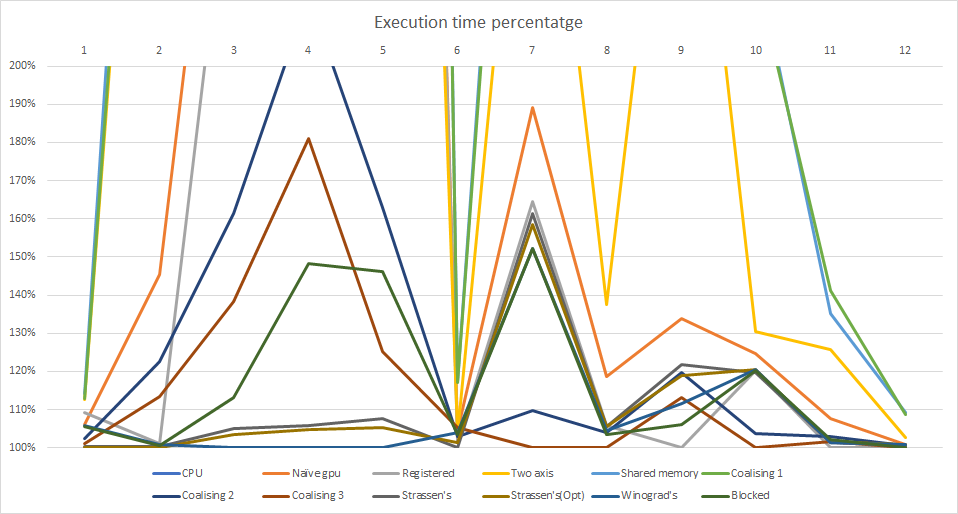 Execution time percentatge
1 2 3 4 5 6 7 8 9 10 11 12
200%
190%
180%
170%
160%
150%
140%
130%
120%
110%
100%
CPU Naïve gpu Registered Two axis Shared memory Coalising 1
Coalising 2 Coalising 3 Strassen's Strassen's(Opt) Winograd's Blocked